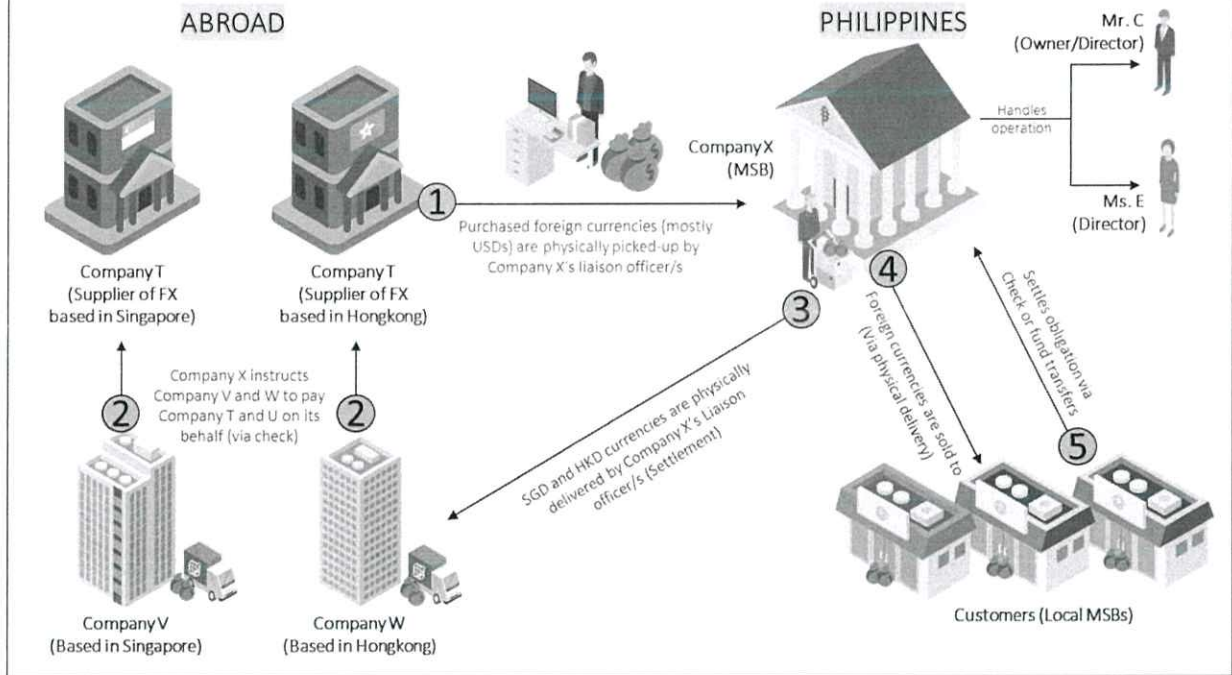 ABROAD
PHILIPPINES
Mr. C
(Owner/Director)
Handles
operation
Company X
(MSB)
Ms. E
(Director)
1
Purchased foreign currencies (mostly
USDs) are physically picked-up by
Company X's liaison officer/s
Company T
(Supplier of FX
based in Singapore)
Company T
(Supplier of FX
based in Hongkong)
2
Company X instructs
Company V and W to pay
Company T and U on its
behalf (via check)
2
3
SGD and HKD currencies are physically
delivered by Company X's Liaison
officer/s (Settlement)
4
Foreign currencies are sold to
(Via physical delivery)
Settles obligation via
Check or fund transfers
5
Company V
(Based in Singapore)
Company W
(Based in Hongkong)
Customers (Local MSBs)